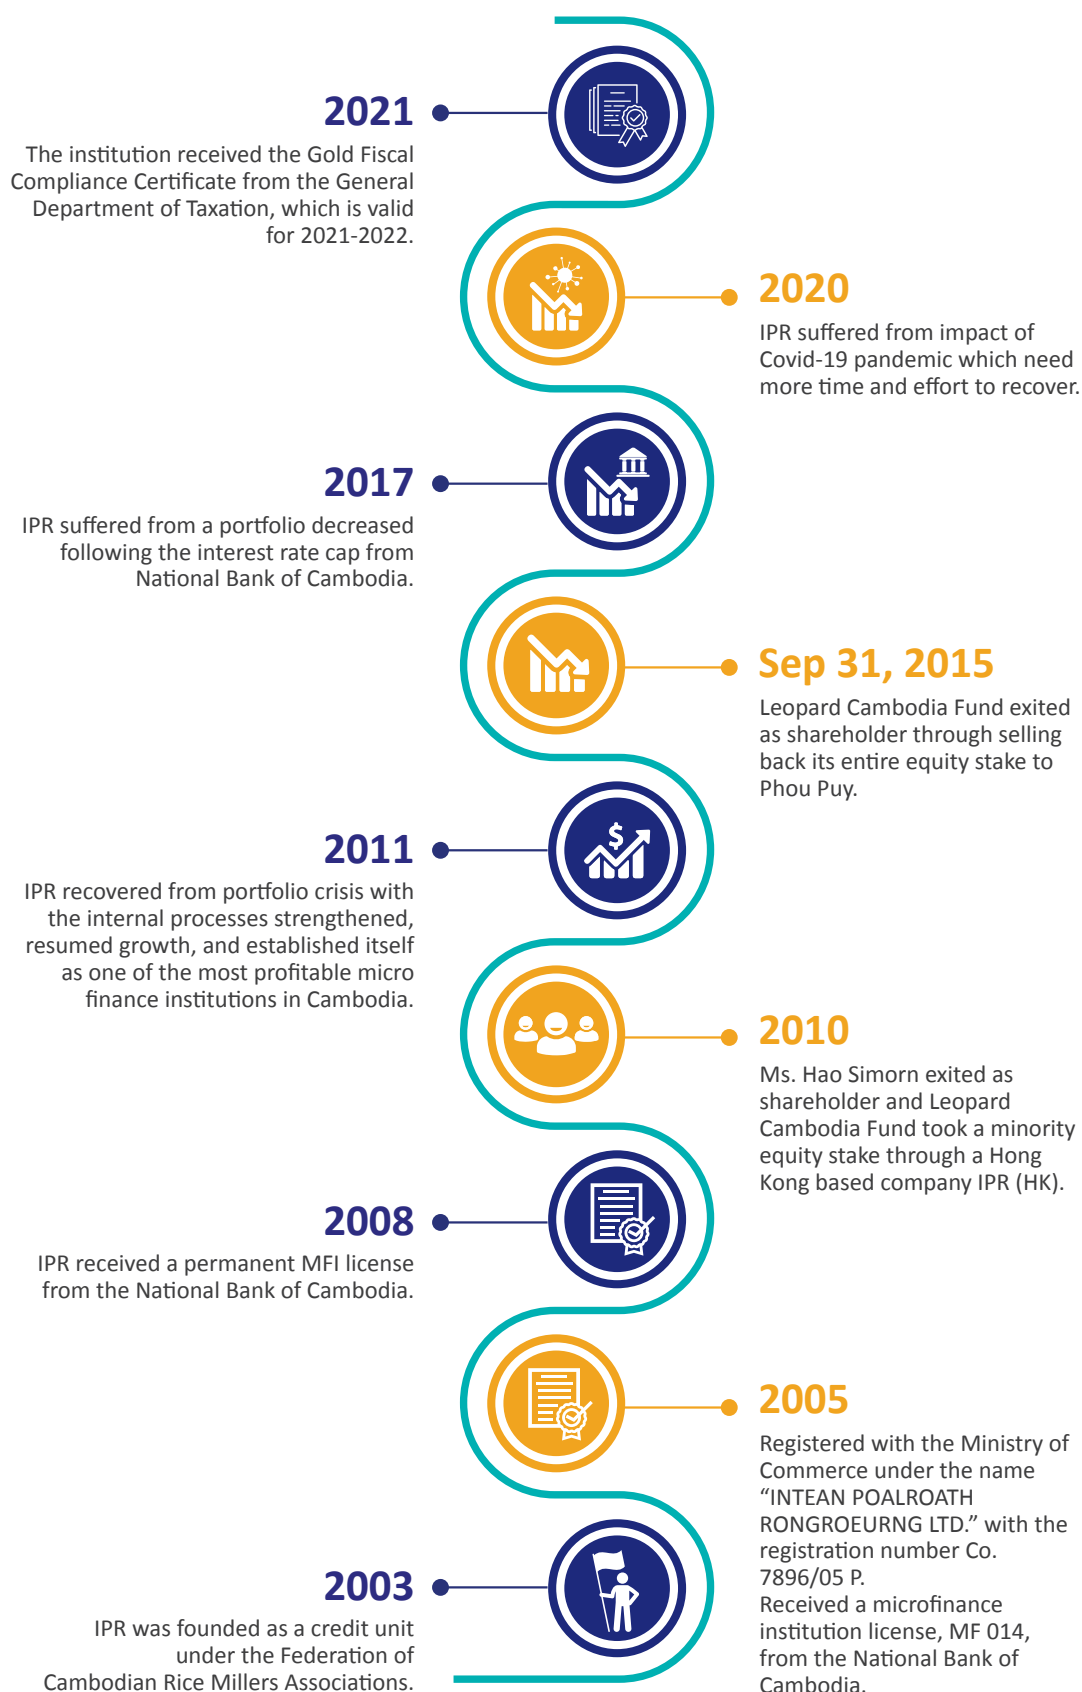 2021
The institution received the Gold Fiscal
Compliance Certificate from the General
Department of Taxation, which is valid
for 2021-2022.
2020
IPR suffered from impact of
Covid-19 pandemic which need
more time and effort to recover.
2017
IPR suffered from a portfolio decreased
following the interest rate cap from
National Bank of Cambodia.
Sep 31, 2015
Leopard Cambodia Fund exited
as shareholder through selling
back its entire equity stake to
Phou Puy.
2011
IPR recovered from portfolio crisis with
the internal processes strengthened,
resumed growth, and established itself
as one of the most profitable micro
finance institutions in Cambodia.
2010
Ms. Hao Simorn exited as
shareholder and Leopard
Cambodia Fund took a minority
equity stake through a Hong
Kong based company IPR (HK).
2008
IPR received a permanent MFI license
from the National Bank of Cambodia.
2005
Registered with the Ministry of
Commerce under the name
“INTEAN POALROATH
RONGROEURNG LTD.” with the
registration number Co.
7896/05 P.
Received a microfinance
institution license, MF 014,
from the National Bank of
Cambodia.
2003
IPR was founded as a credit unit
under the Federation of
Cambodian Rice Millers Associations.
$